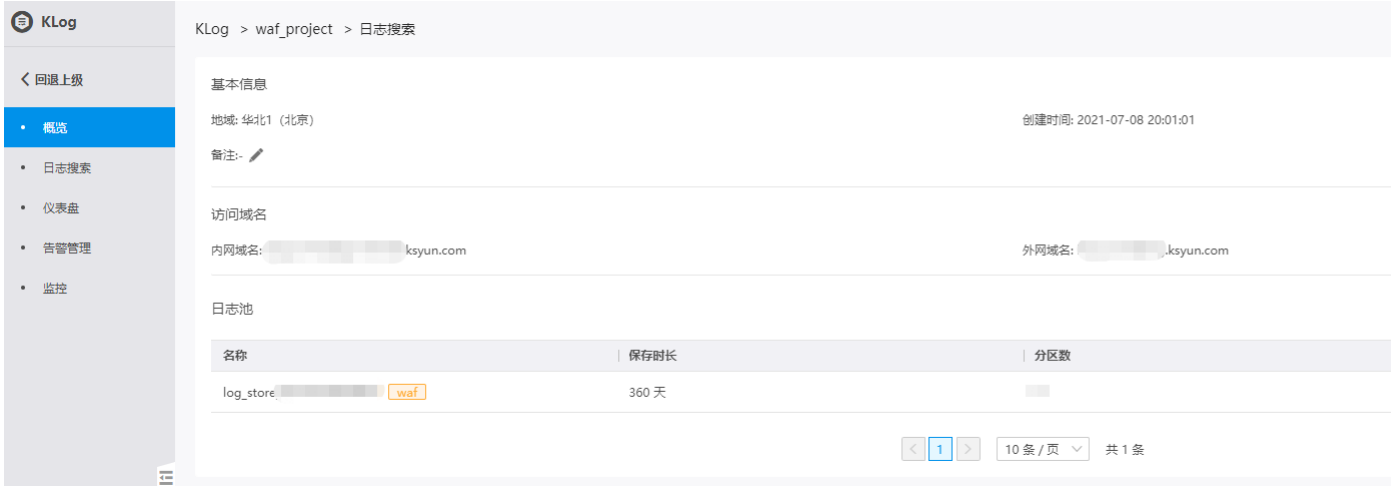 KLog
KLog > waf_project > 日志搜索
回退上级
概览
日志搜索
仪表盘
告警管理
监控
基本信息
地域: 华北1（北京） 创建时间: 2021-07-08 20:01:01
备注:-
访问域名
内网域名: ksyun.com 外网域名: .ksyun.com
日志池
名称 保存时长 分区数
log_store waf 360 天
1 10 条 / 页 共 1 条